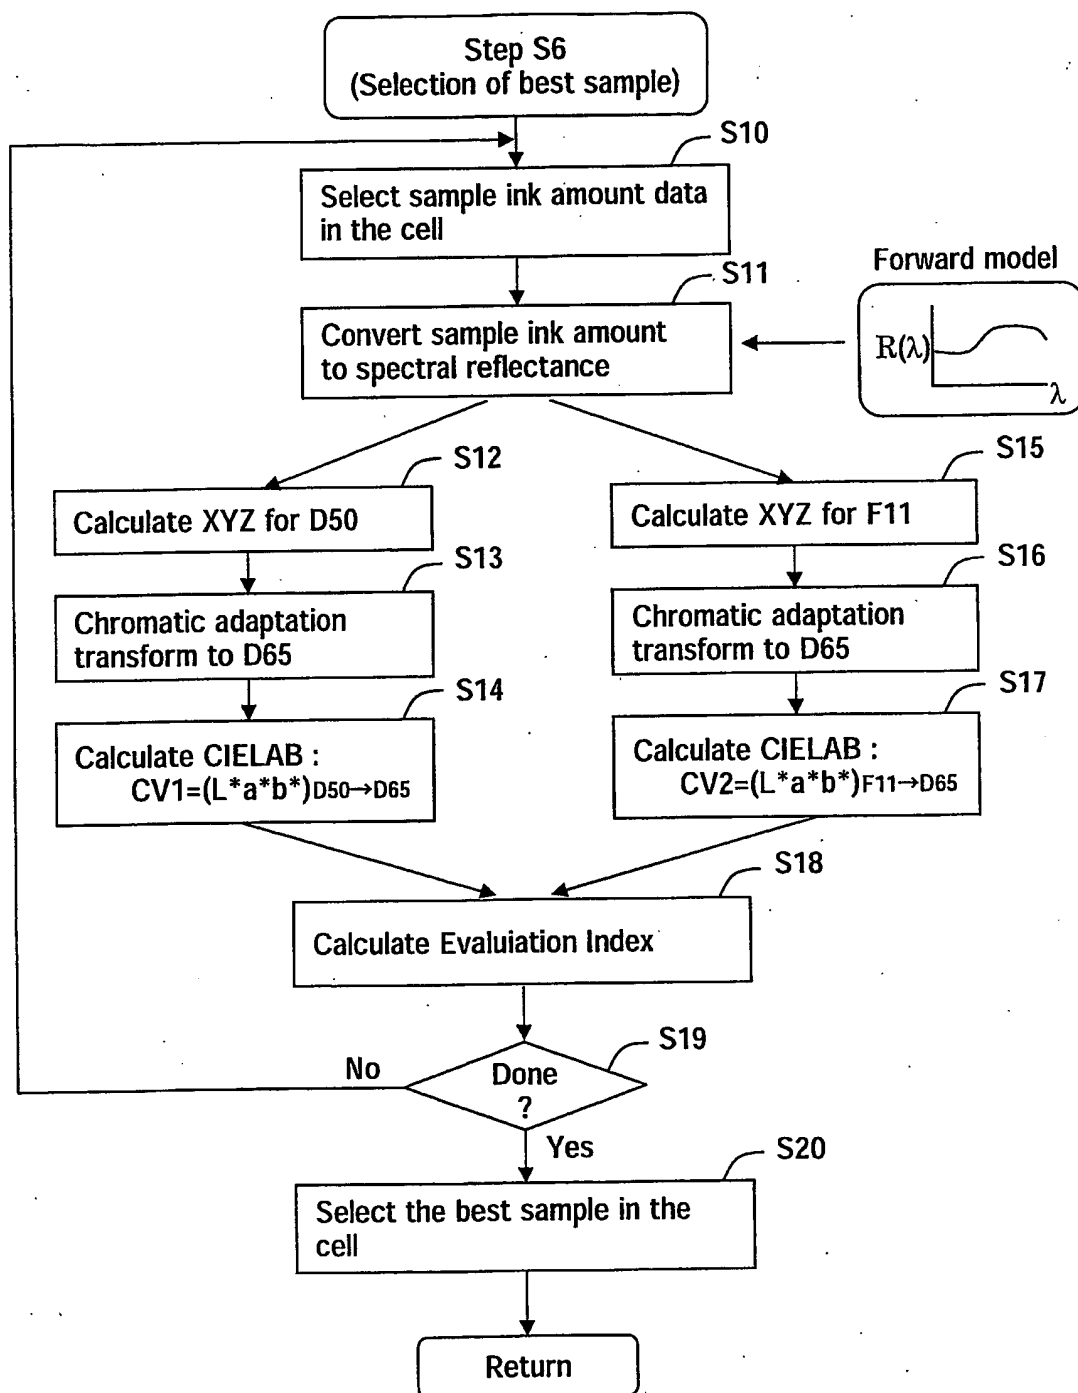 Step S6
(Selection of best sample)
S10
Select sample ink amount data
in the cell
S11
Forward model
Convert sample ink amount
to spectral reflectance
R(λ)
λ
S12
Calculate XYZ for D50
S15
Calculate XYZ for F11
S13
Chromatic adaptation
transform to D65
S16
Chromatic adaptation
transform to D65
S14
Calculate CIELAB :
CV1=(L*a*b*)D50→D65
S17
Calculate CIELAB :
CV2=(L*a*b*)F11→D65
S18
Calculate Evaluiation Index
S19
No
Done
?
Yes
S20
Select the best sample in the
cell
Return